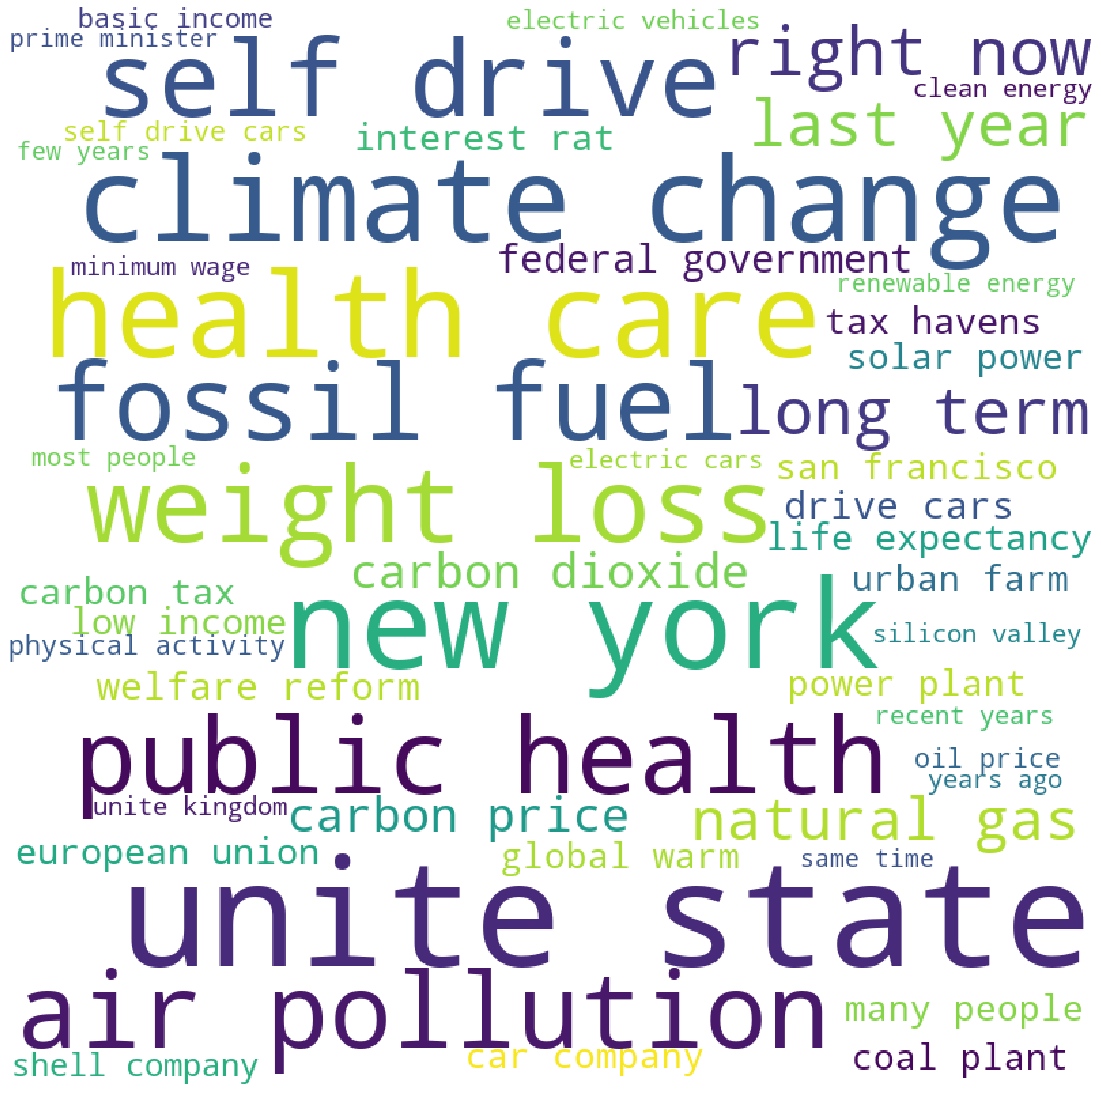 basic income
electric vehicles
prime minister
self drive
right now
clean energy
self drive cars
interest rat
last year
few years
climate change
minimum wage
federal government
health care
renewable energy
tax havens
solar power
fossil fuel
long term
most people
electric cars
san francisco
weight loss
drive cars
life expectancy
carbon dioxide
urban farm
carbon tax
low income
new york
silicon valley
physical activity
welfare reform
power plant
recent years
public health
oil price
years ago
unite kingdom
carbon price
natural gas
european union
global warm
same time
unite state
air pollution
many people
shell company
car company
coal plant